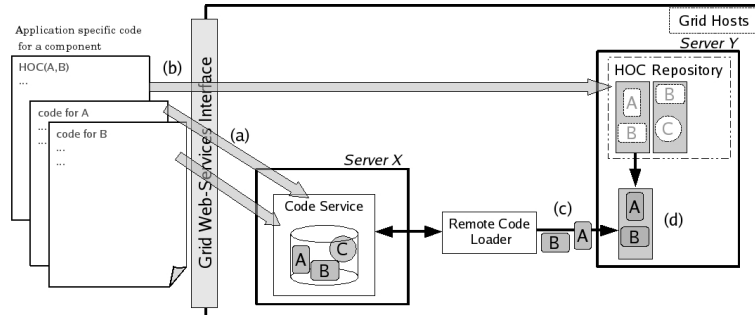 Application specific code
for a component
HOC(A,B)
...
code for A
...
...
code for B
...
...
(b)
(a)
Grid Web-Services Interface
Server X
Code Service
A
B
C
Remote Code
Loader
(c)
B
A
Grid Hosts
Server Y
HOC Repository
A
B
B
C
A
B
(d)